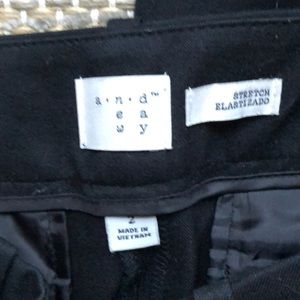 a·n·d™
e a
w y
STRETCH
ELASTIZADO
2
MADE IN
VIETNAM